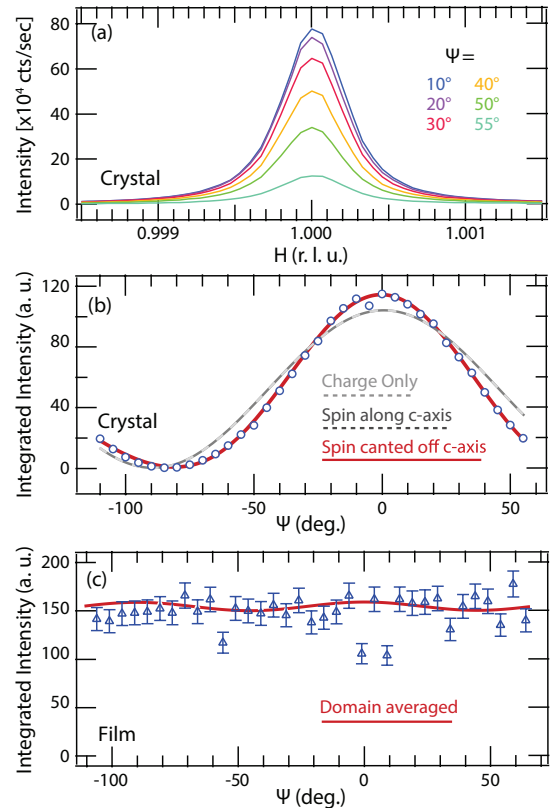 (a)
Intensity [x10⁴ cts/sec]
80
60
40
20
0
Ψ =
10° 40°
20° 50°
30° 55°
Crystal
0.999 1.000 1.001
H (r. l. u.)
(b)
Integrated Intensity (a. u.)
120
80
40
0
Charge Only
Spin along c-axis
Spin canted off c-axis
Crystal
-100 -50 0 50
Ψ (deg.)
(c)
Integrated Intensity (a. u.)
200
150
100
50
0
Domain averaged
Film
-100 -50 0 50
Ψ (deg.)